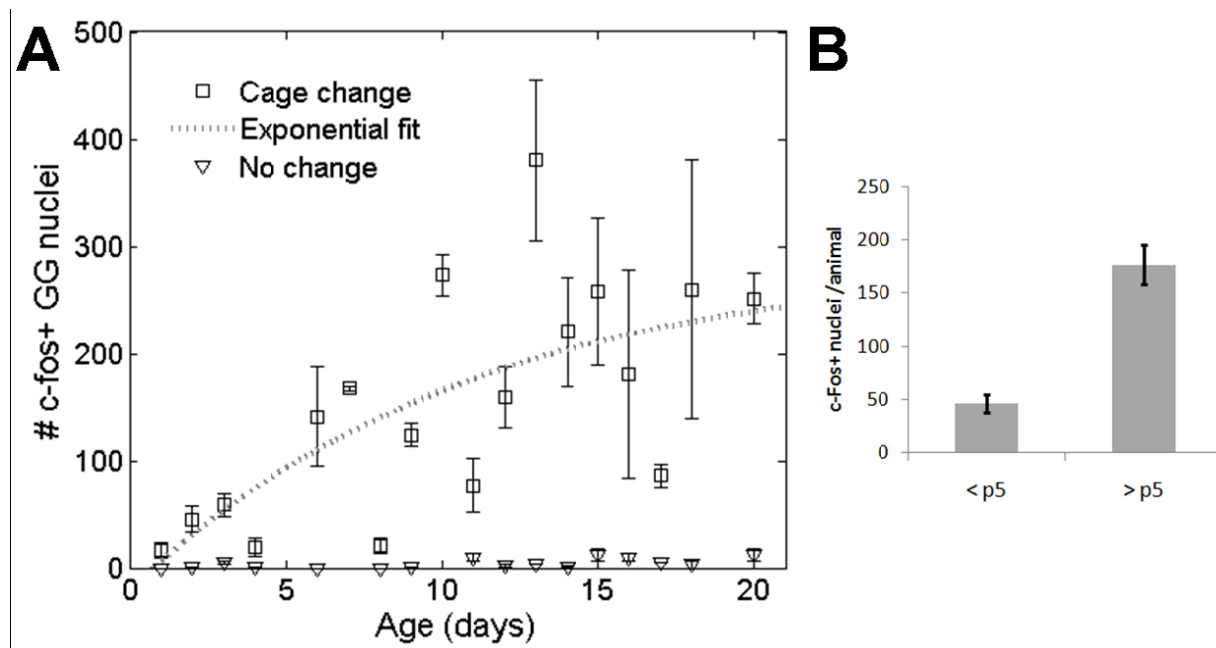 A
B
500
400
300
200
100
0
# c-fos+ GG nuclei
Cage change
Exponential fit
No change
0 5 10 15 20
Age (days)
c-Fos+ nuclei /animal
250
200
150
100
50
0
< p5 > p5